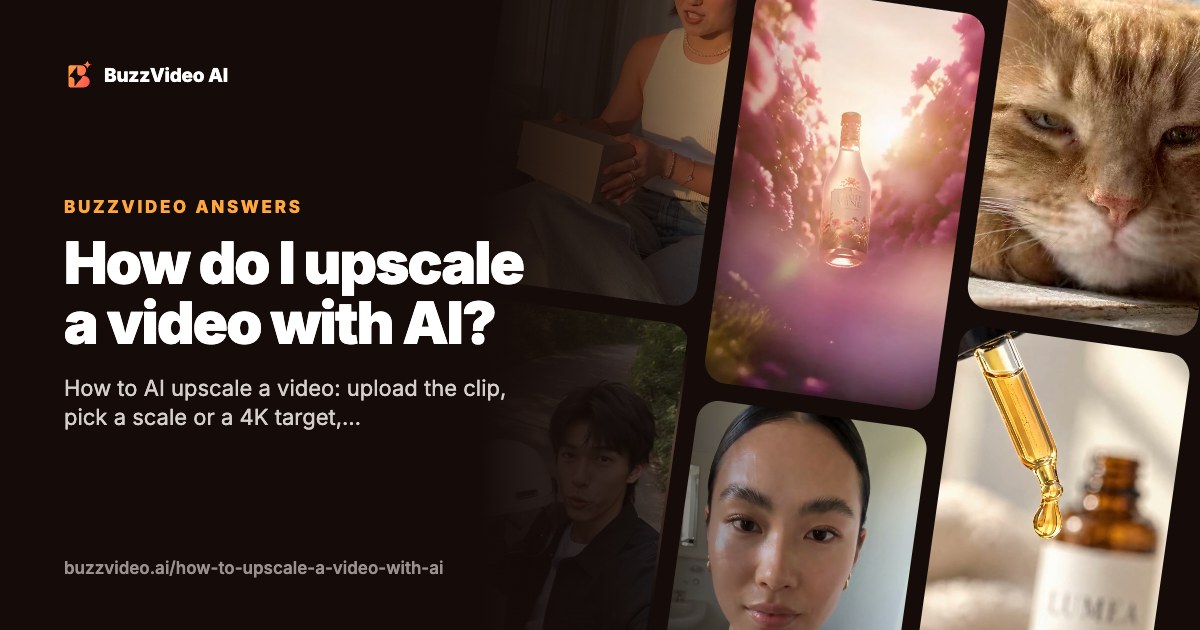 BuzzVideo AI
BUZZVIDEO ANSWERS
How do I upscale
a video with AI?
How to AI upscale a video: upload the clip,
pick a scale or a 4K target,...
buzzvideo.ai/how-to-upscale-a-video-with-ai
LUMEA